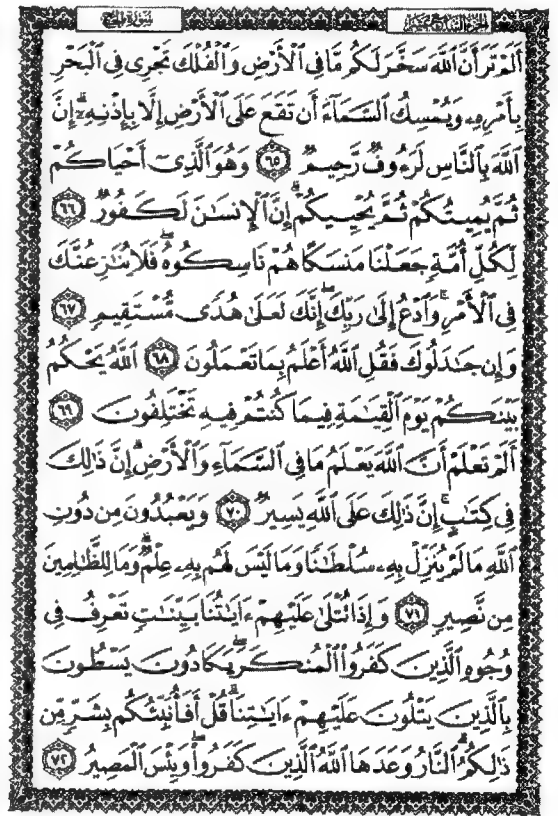 سُورَةُ الحَجِّ
الجزء السابع عشر
أَلَمْ تَرَ أَنَّ ٱللَّهَ سَخَّرَ لَكُم مَّا فِى ٱلْأَرْضِ وَٱلْفُلْكَ تَجْرِى فِى ٱلْبَحْرِ
بِأَمْرِهِۦ وَيُمْسِكُ ٱلسَّمَآءَ أَن تَقَعَ عَلَى ٱلْأَرْضِ إِلَّا بِإِذْنِهِۦٓ ۗ إِنَّ
ٱللَّهَ بِٱلنَّاسِ لَرَءُوفٌ رَّحِيمٌ ٦٥ وَهُوَ ٱلَّذِىٓ أَحْيَاكُمْ
ثُمَّ يُمِيتُكُمْ ثُمَّ يُحْيِيكُمْ ۗ إِنَّ ٱلْإِنسَٰنَ لَكَفُورٌ ٦٦
لِّكُلِّ أُمَّةٍ جَعَلْنَا مَنسَكًا هُمْ نَاسِكُوهُ ۖ فَلَا يُنَٰزِعُنَّكَ
فِى ٱلْأَمْرِ ۚ وَٱدْعُ إِلَىٰ رَبِّكَ ۖ إِنَّكَ لَعَلَىٰ هُدًى مُّسْتَقِيمٍ ٦٧
وَإِن جَٰدَلُوكَ فَقُلِ ٱللَّهُ أَعْلَمُ بِمَا تَعْمَلُونَ ٦٨ ٱللَّهُ يَحْكُمُ
بَيْنَكُمْ يَوْمَ ٱلْقِيَٰمَةِ فِيمَا كُنتُمْ فِيهِ تَخْتَلِفُونَ ٦٩
أَلَمْ تَعْلَمْ أَنَّ ٱللَّهَ يَعْلَمُ مَا فِى ٱلسَّمَآءِ وَٱلْأَرْضِ ۗ إِنَّ ذَٰلِكَ
فِى كِتَٰبٍ ۚ إِنَّ ذَٰلِكَ عَلَى ٱللَّهِ يَسِيرٌ ٧٠ وَيَعْبُدُونَ مِن دُونِ
ٱللَّهِ مَا لَمْ يُنَزِّلْ بِهِۦ سُلْطَٰنًا وَمَا لَيْسَ لَهُم بِهِۦ عِلْمٌ ۗ وَمَا لِلظَّٰلِمِينَ
مِن نَّصِيرٍ ٧١ وَإِذَا تُتْلَىٰ عَلَيْهِمْ ءَايَٰتُنَا بَيِّنَٰتٍ تَعْرِفُ فِى
وُجُوهِ ٱلَّذِينَ كَفَرُوا۟ ٱلْمُنكَرَ ۖ يَكَادُونَ يَسْطُونَ
بِٱلَّذِينَ يَتْلُونَ عَلَيْهِمْ ءَايَٰتِنَا ۗ قُلْ أَفَأُنَبِّئُكُم بِشَرٍّ مِّن
ذَٰلِكُمُ ۗ ٱلنَّارُ وَعَدَهَا ٱللَّهُ ٱلَّذِينَ كَفَرُوا۟ ۖ وَبِئْسَ ٱلْمَصِيرُ ٧٢